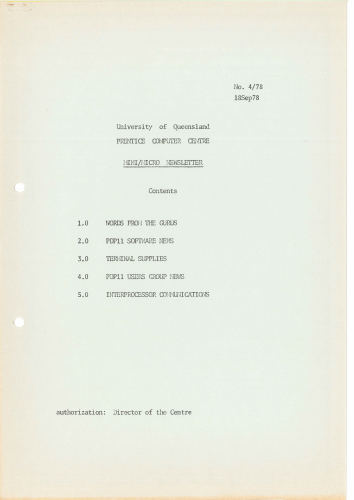 No. 4/78
18Sep78
University of Queensland
PRENTICE COMPUTER CENTRE
MINI/MICRO NEWSLETTER
Contents
1.0 WORDS FROM THE GURUS
2.0 PDP11 SOFTWARE NEWS
3.0 TERMINAL SUPPLIES
4.0 PDP11 USERS GROUP NEWS
5.0 INTERPROCESSOR COMMUNICATIONS
authorization: Director of the Centre